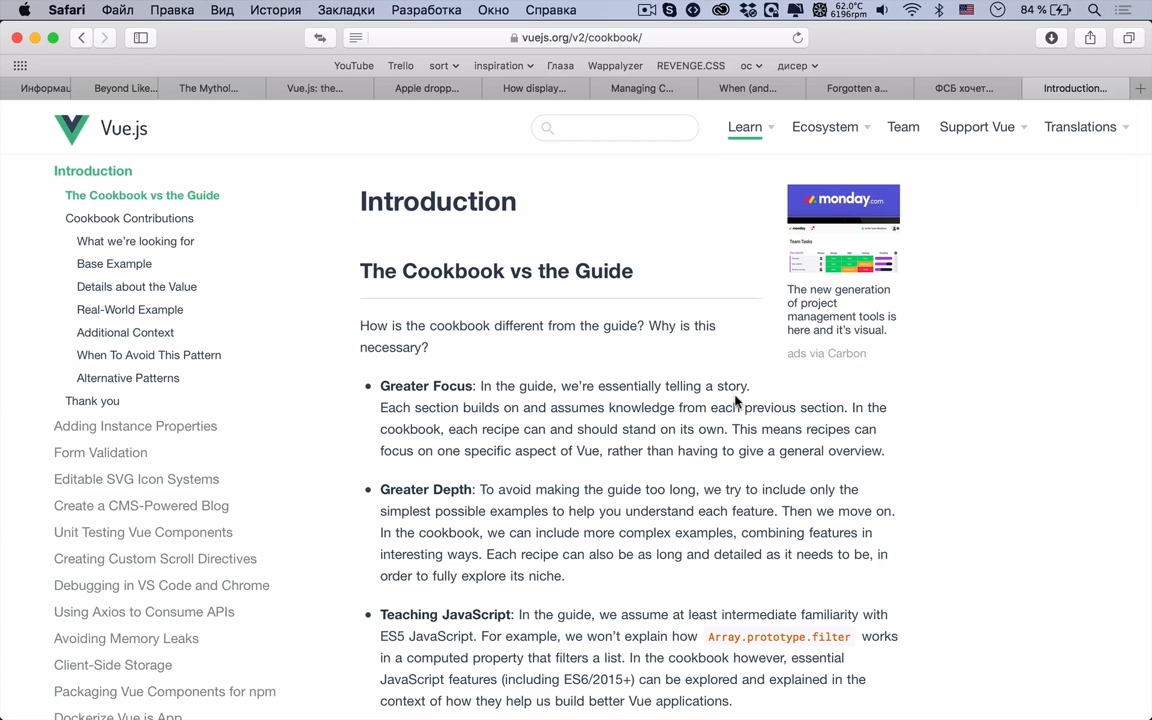 Safari Файл Правка Вид История Закладки Разработка Окно Справка 62.0°C 6196rpm 84 %
vuejs.org/v2/cookbook/
YouTube Trello sort inspiration Глаза Wappalyzer REVENGE.CSS ос дисер
Информац Beyond Like... The Mythol... Vue.js: the... Apple dropp... How display... Managing C... When (and... Forgotten a... ФСБ хочет... Introduction...
Vue.js Learn Ecosystem Team Support Vue Translations
Introduction
The Cookbook vs the Guide
Cookbook Contributions
What we're looking for
Base Example
Details about the Value
Real-World Example
Additional Context
When To Avoid This Pattern
Alternative Patterns
Thank you
Adding Instance Properties
Form Validation
Editable SVG Icon Systems
Create a CMS-Powered Blog
Unit Testing Vue Components
Creating Custom Scroll Directives
Debugging in VS Code and Chrome
Using Axios to Consume APIs
Avoiding Memory Leaks
Client-Side Storage
Packaging Vue Components for npm
Dockerize Vue.js App
Introduction
The Cookbook vs the Guide
How is the cookbook different from the guide? Why is this
necessary?
Greater Focus: In the guide, we're essentially telling a story.
Each section builds on and assumes knowledge from each previous section. In the
cookbook, each recipe can and should stand on its own. This means recipes can
focus on one specific aspect of Vue, rather than having to give a general overview.
Greater Depth: To avoid making the guide too long, we try to include only the
simplest possible examples to help you understand each feature. Then we move on.
In the cookbook, we can include more complex examples, combining features in
interesting ways. Each recipe can also be as long and detailed as it needs to be, in
order to fully explore its niche.
Teaching JavaScript: In the guide, we assume at least intermediate familiarity with
ES5 JavaScript. For example, we won't explain how Array.prototype.filter works
in a computed property that filters a list. In the cookbook however, essential
JavaScript features (including ES6/2015+) can be explored and explained in the
context of how they help us build better Vue applications.
monday.com
monday
Team Tasks
The new generation
of project
management tools is
here and it's visual.
ads via Carbon